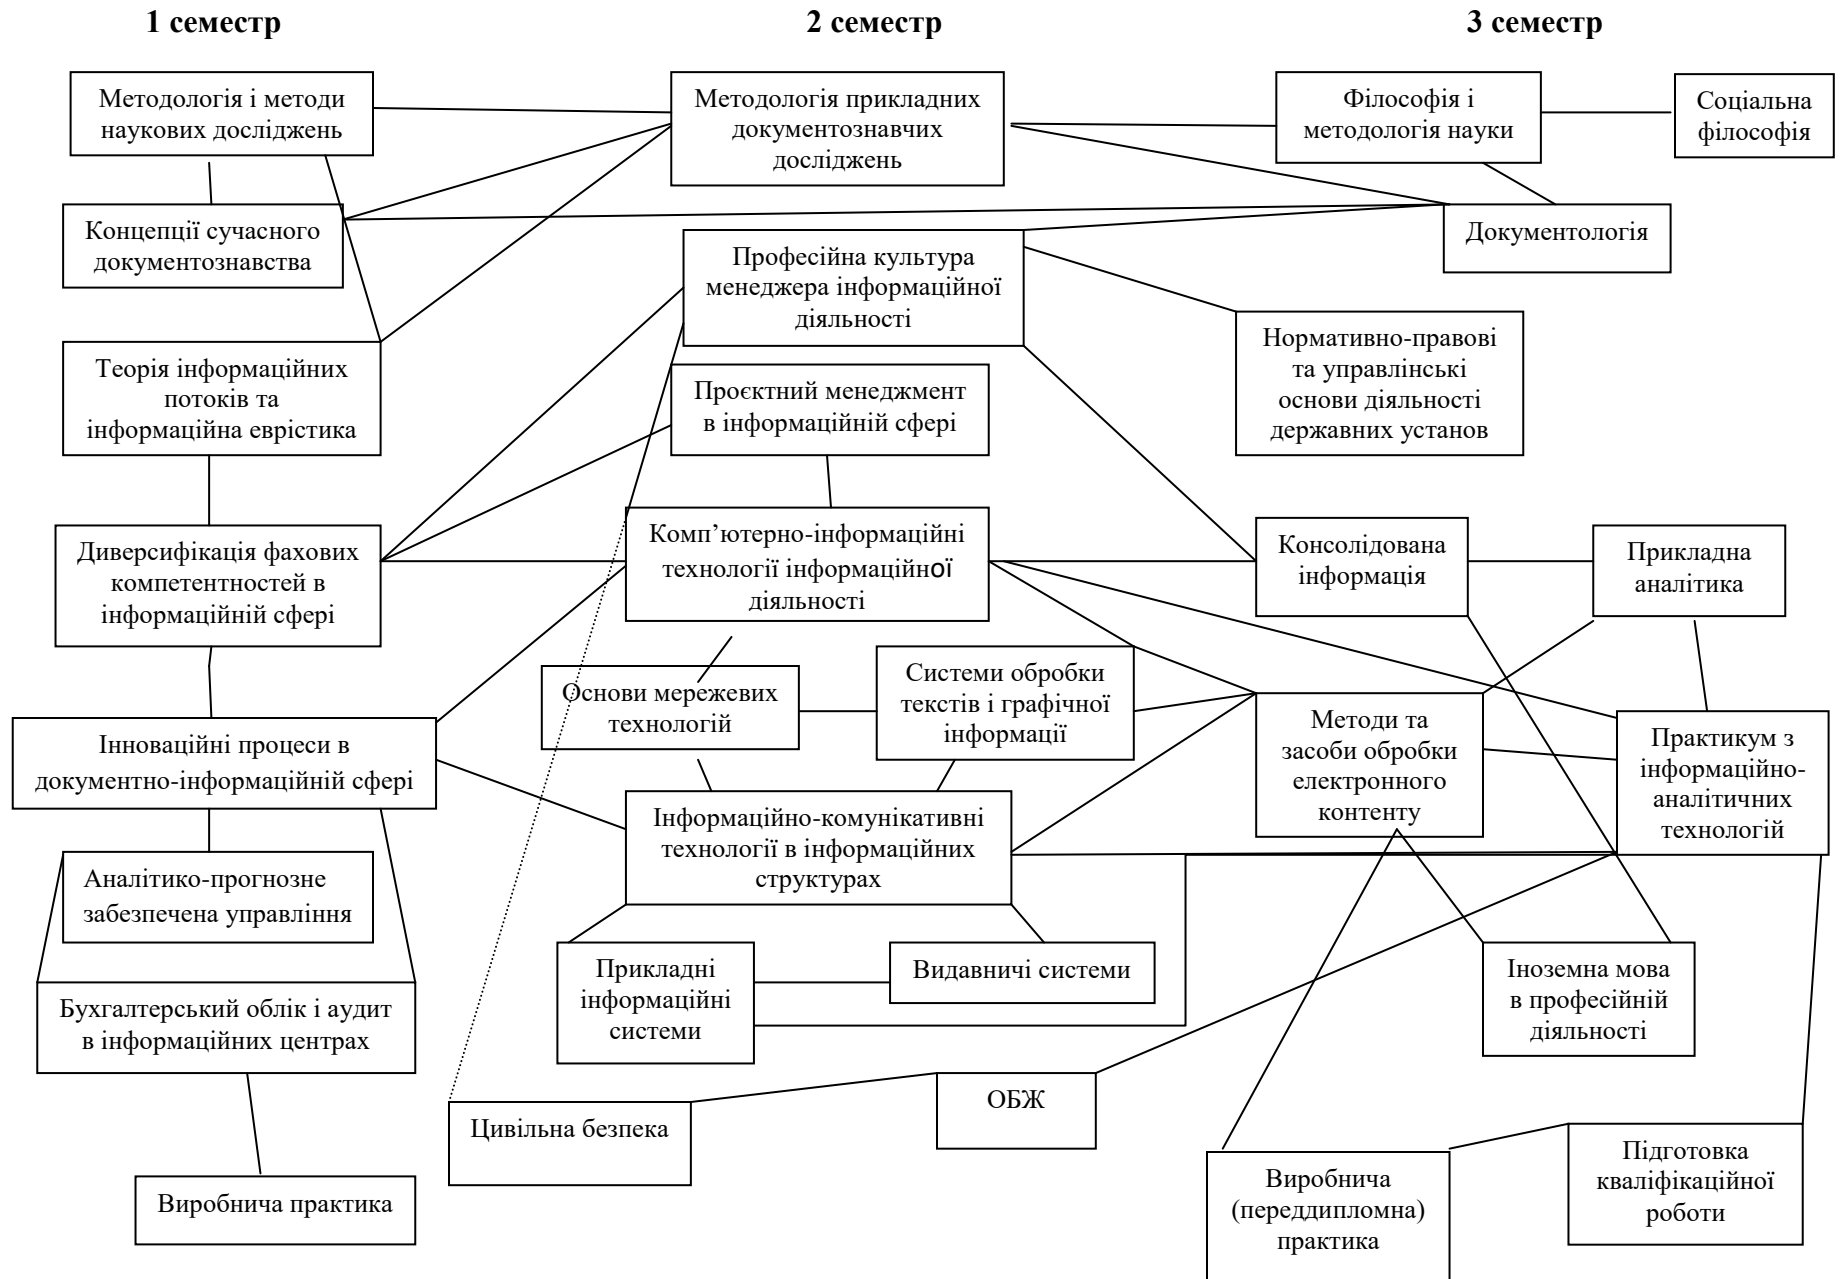 1 семестр
2 семестр
3 семестр
Методологія і методи
наукових досліджень
Методологія прикладних
документознавчих
досліджень
Філософія і
методологія науки
Соціальна
філософія
Концепції сучасного
документознавства
Документологія
Професійна культура
менеджера інформаційної
діяльності
Нормативно-правові
та управлінські
основи діяльності
державних установ
Теорія інформаційних
потоків та
інформаційна еврістика
Проєктний менеджмент
в інформаційній сфері
Диверсифікація фахових
компетентностей в
інформаційній сфері
Комп’ютерно-інформаційні
технології інформаційної
діяльності
Консолідована
інформація
Прикладна
аналітика
Основи мережевих
технологій
Системи обробки
текстів і графічної
інформації
Методи та
засоби обробки
електронного
контенту
Практикум з
інформаційно-
аналітичних
технологій
Інноваційні процеси в
документно-інформаційній сфері
Інформаційно-комунікативні
технології в інформаційних
структурах
Аналітико-прогнозне
забезпечена управління
Прикладні
інформаційні
системи
Видавничі системи
Іноземна мова
в професійній
діяльності
Бухгалтерський облік і аудит
в інформаційних центрах
Цивільна безпека
ОБЖ
Виробнича практика
Виробнича
(переддипломна)
практика
Підготовка
кваліфікаційної
роботи